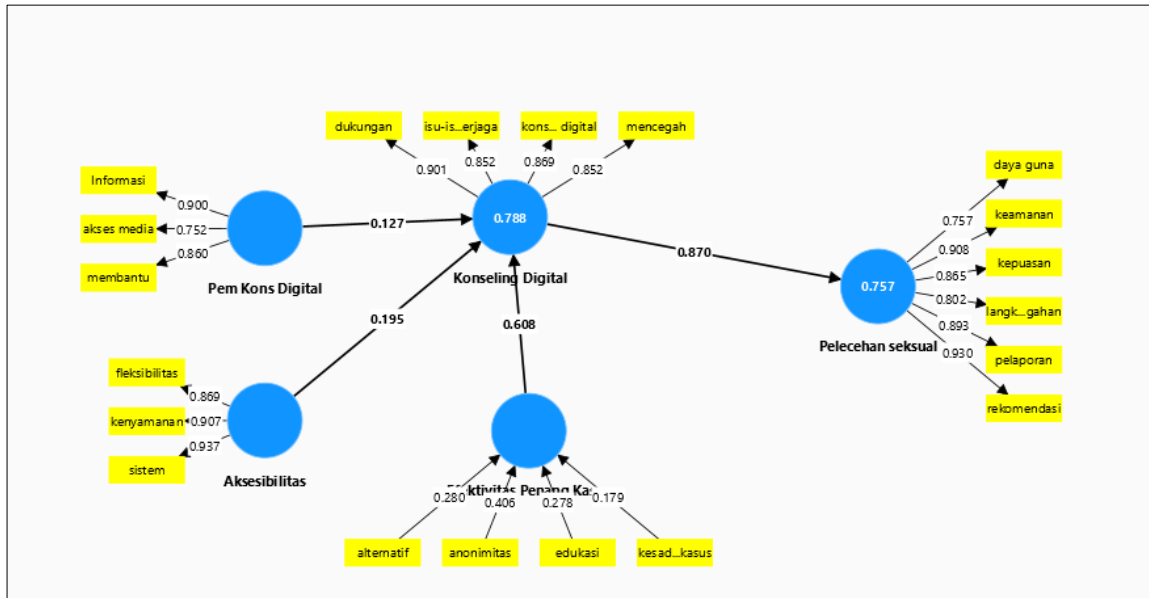 dukungan
isu-is...erjaga
kons... digital
mencegah
0.901
0.852
0.869
0.852
Informasi
akses media
membantu
0.900
0.752
0.860
Pem Kons Digital
0.127
0.788
Konseling Digital
0.870
daya guna
keamanan
kepuasan
langk...gahan
pelaporan
rekomendasi
0.757
0.908
0.865
0.802
0.893
0.930
0.757
Pelecehan seksual
0.195
0.608
fleksibilitas
kenyamanan
sistem
0.869
0.907
0.937
Aksesibilitas
Penang
0.280
0.406
0.278
0.179
alternatif
anonimitas
edukasi
kesad...kasus